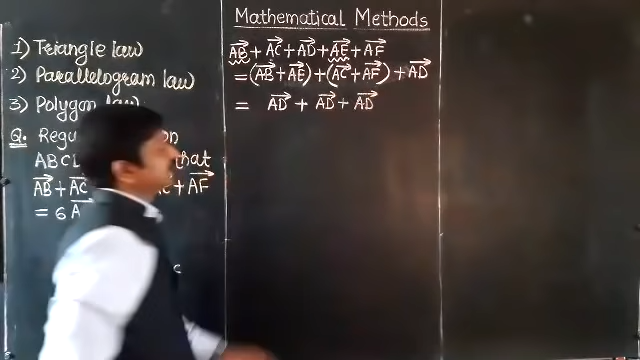 Mathematical Methods
1) Triangle law
2) Parallelogram law
3) Polygon law
Q. Regu
ABC that
AB→ + AC→ + AF→
= 6 A
AB→ + AC→ + AD→ + AE→ + AF→
= (AB→ + AE→) + (AC→ + AF→) + AD→
= AD→ + AD→ + AD→